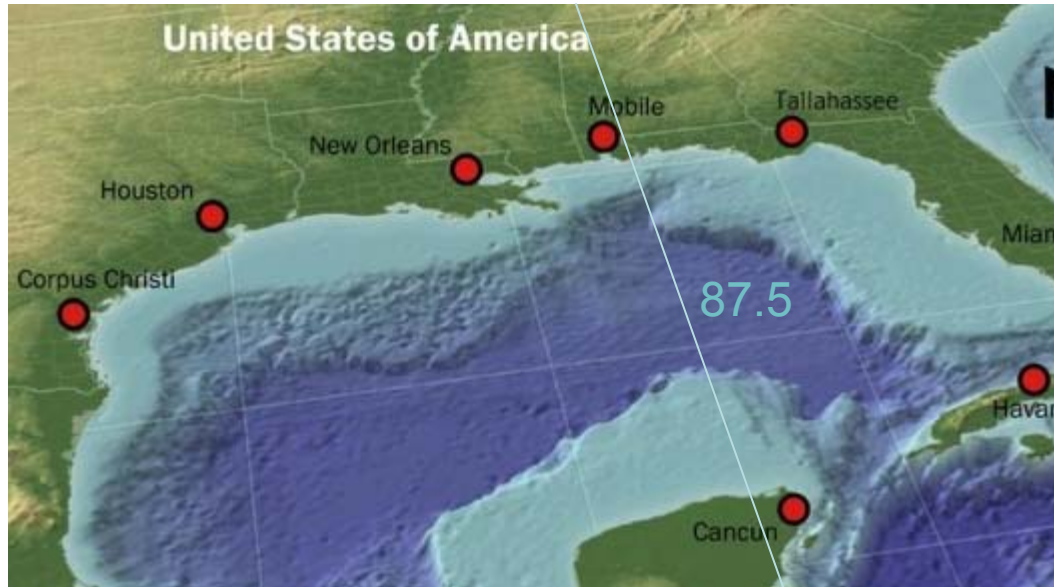 United States of America
Mobile
Tallahassee
New Orleans
Houston
Corpus Christi
87.5
Cancun